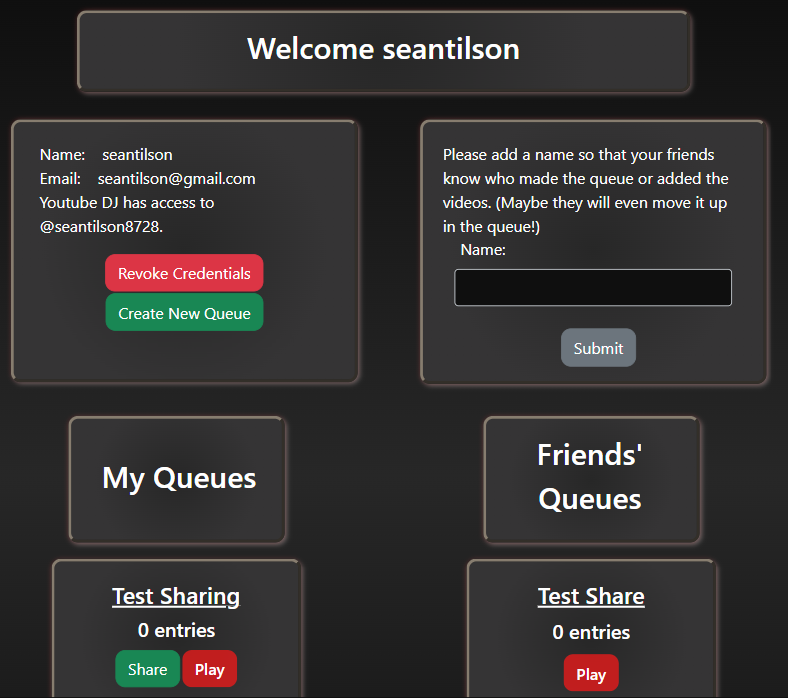 Welcome seantilson
Name: seantilson
Email: seantilson@gmail.com
Youtube DJ has access to
@seantilson8728.
Revoke Credentials
Create New Queue
Please add a name so that your friends
know who made the queue or added the
videos. (Maybe they will even move it up
in the queue!)
Name:
Submit
My Queues
Test Sharing
0 entries
Share Play
Friends'
Queues
Test Share
0 entries
Play